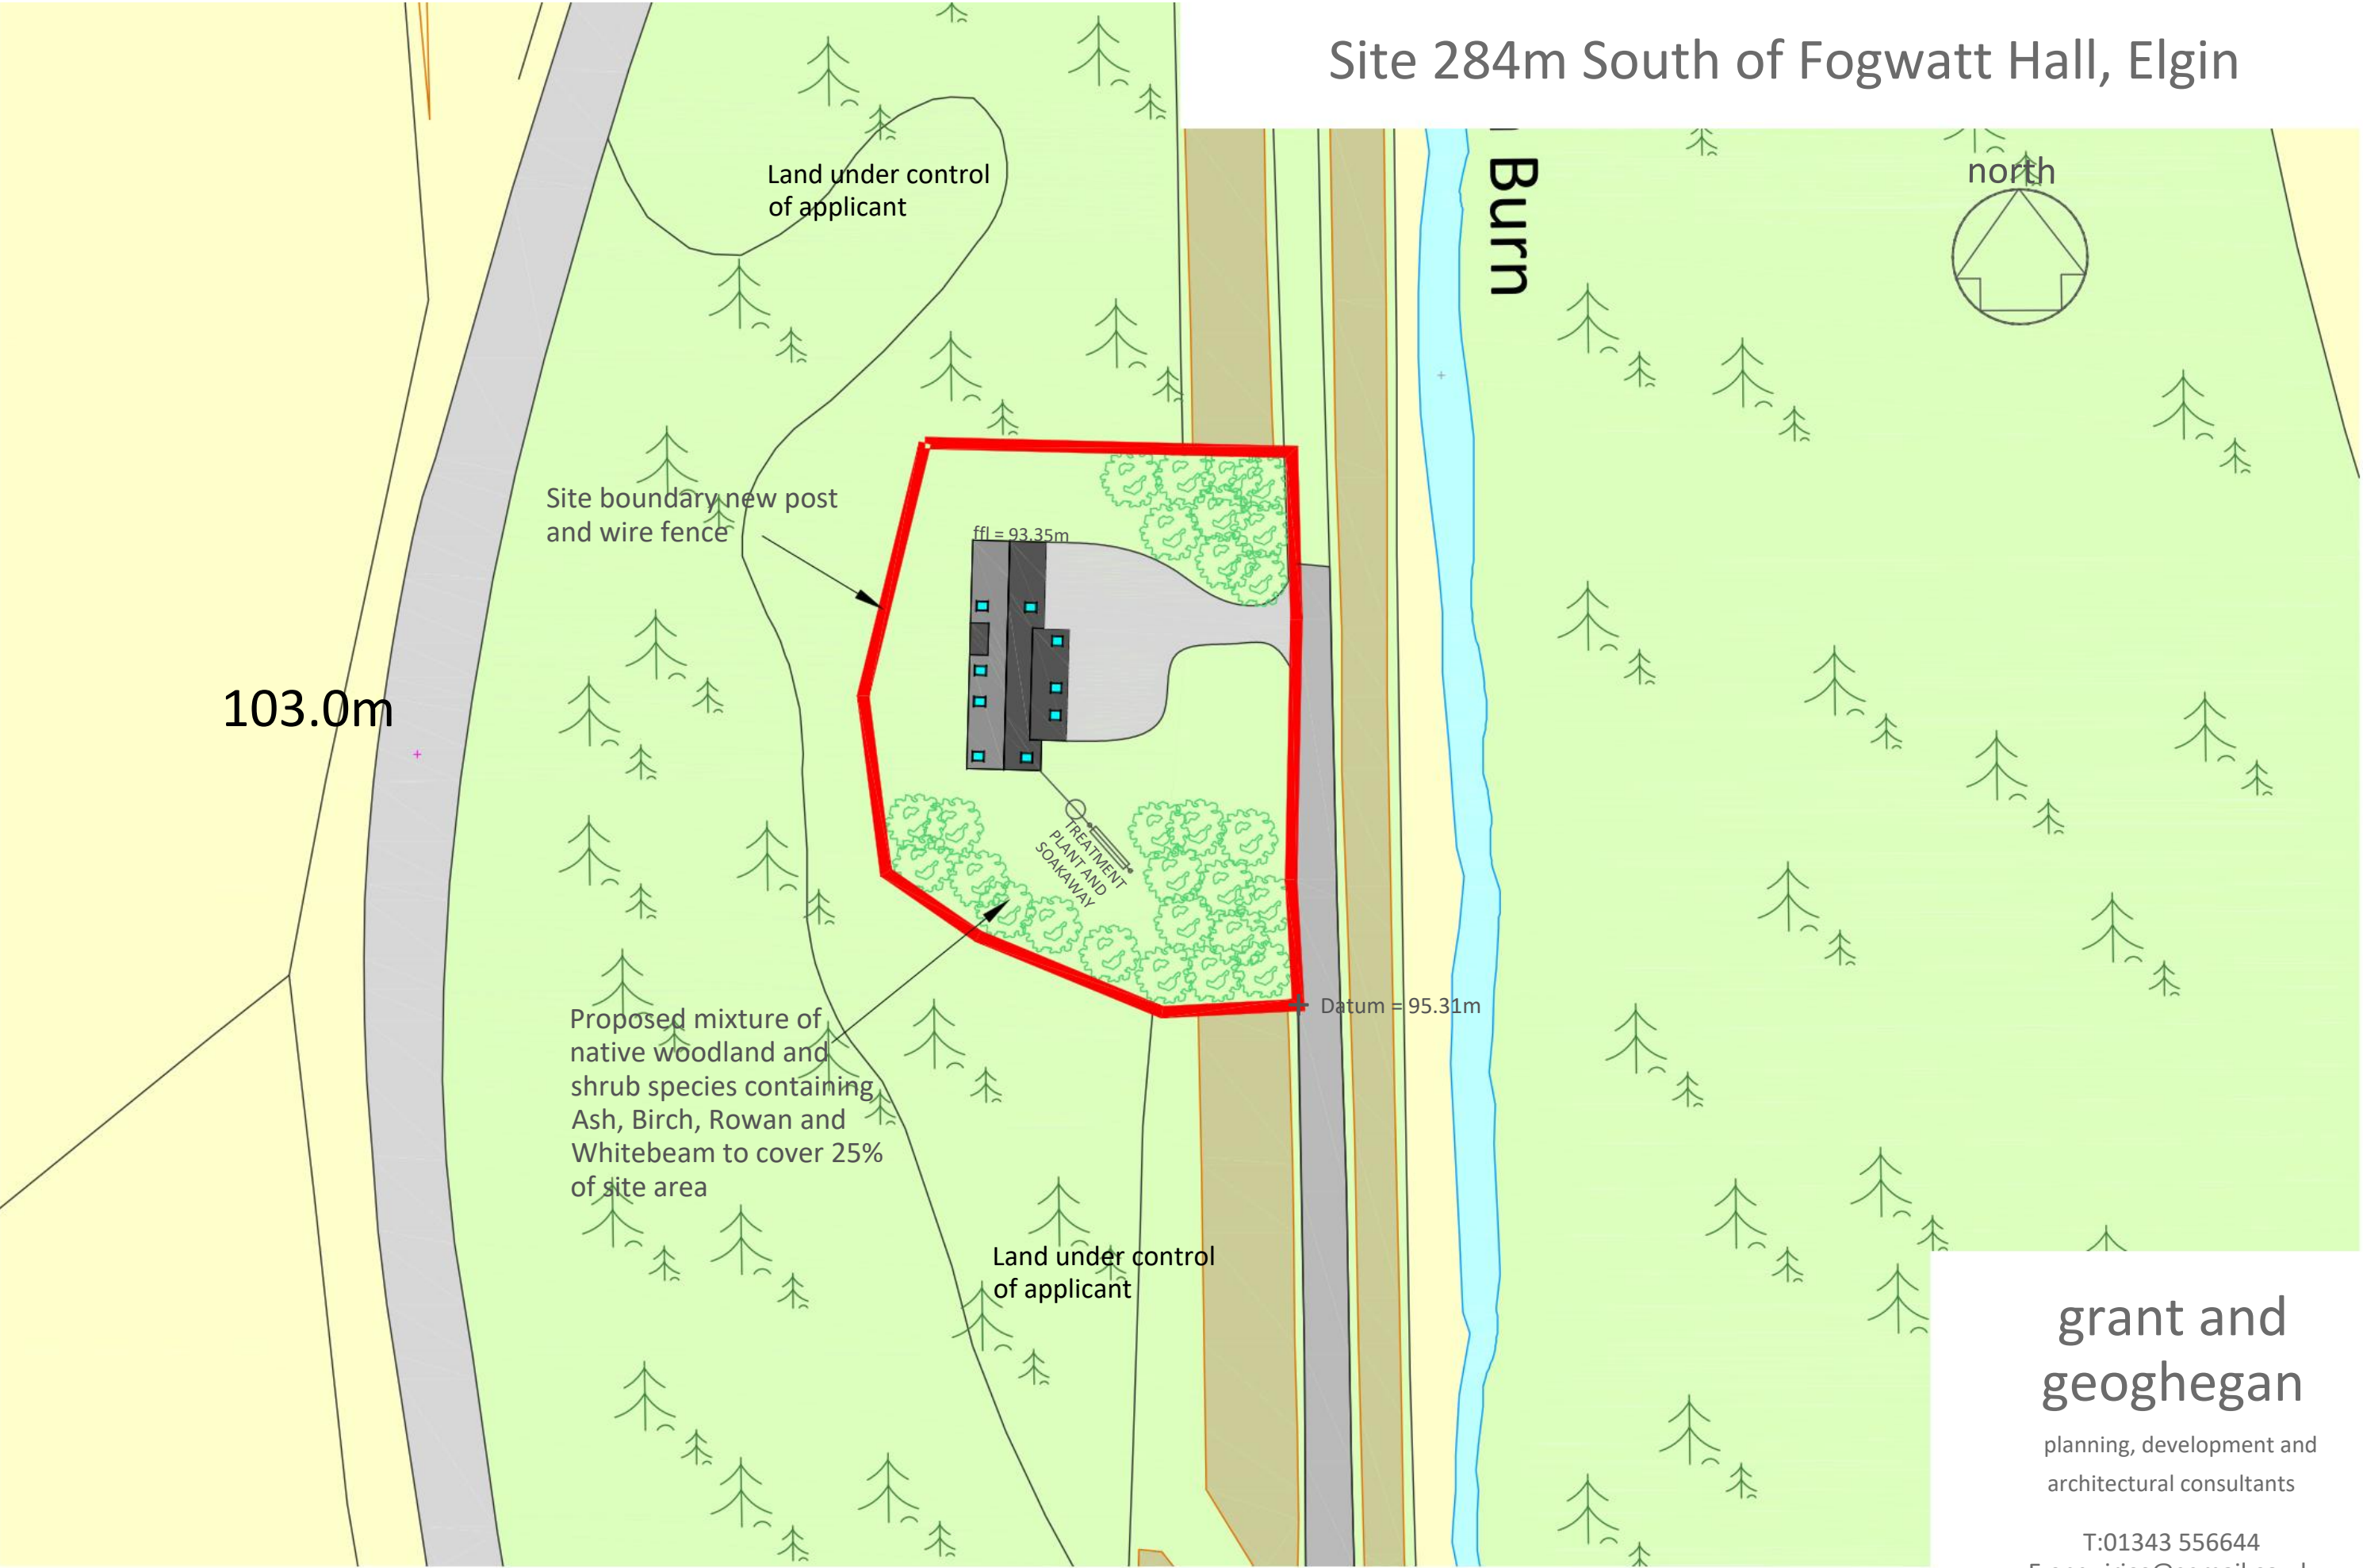 Site 284m South of Fogwatt Hall, Elgin
Burn
north
Land under control
of applicant
Site boundary new post
and wire fence
ffl = 93.35m
103.0m
TREATMENT
PLANT AND
SOAKAWAY
Datum = 95.31m
Proposed mixture of
native woodland and
shrub species containing
Ash, Birch, Rowan and
Whitebeam to cover 25%
of site area
Land under control
of applicant
grant and
geoghegan
planning, development and
architectural consultants
T:01343 556644